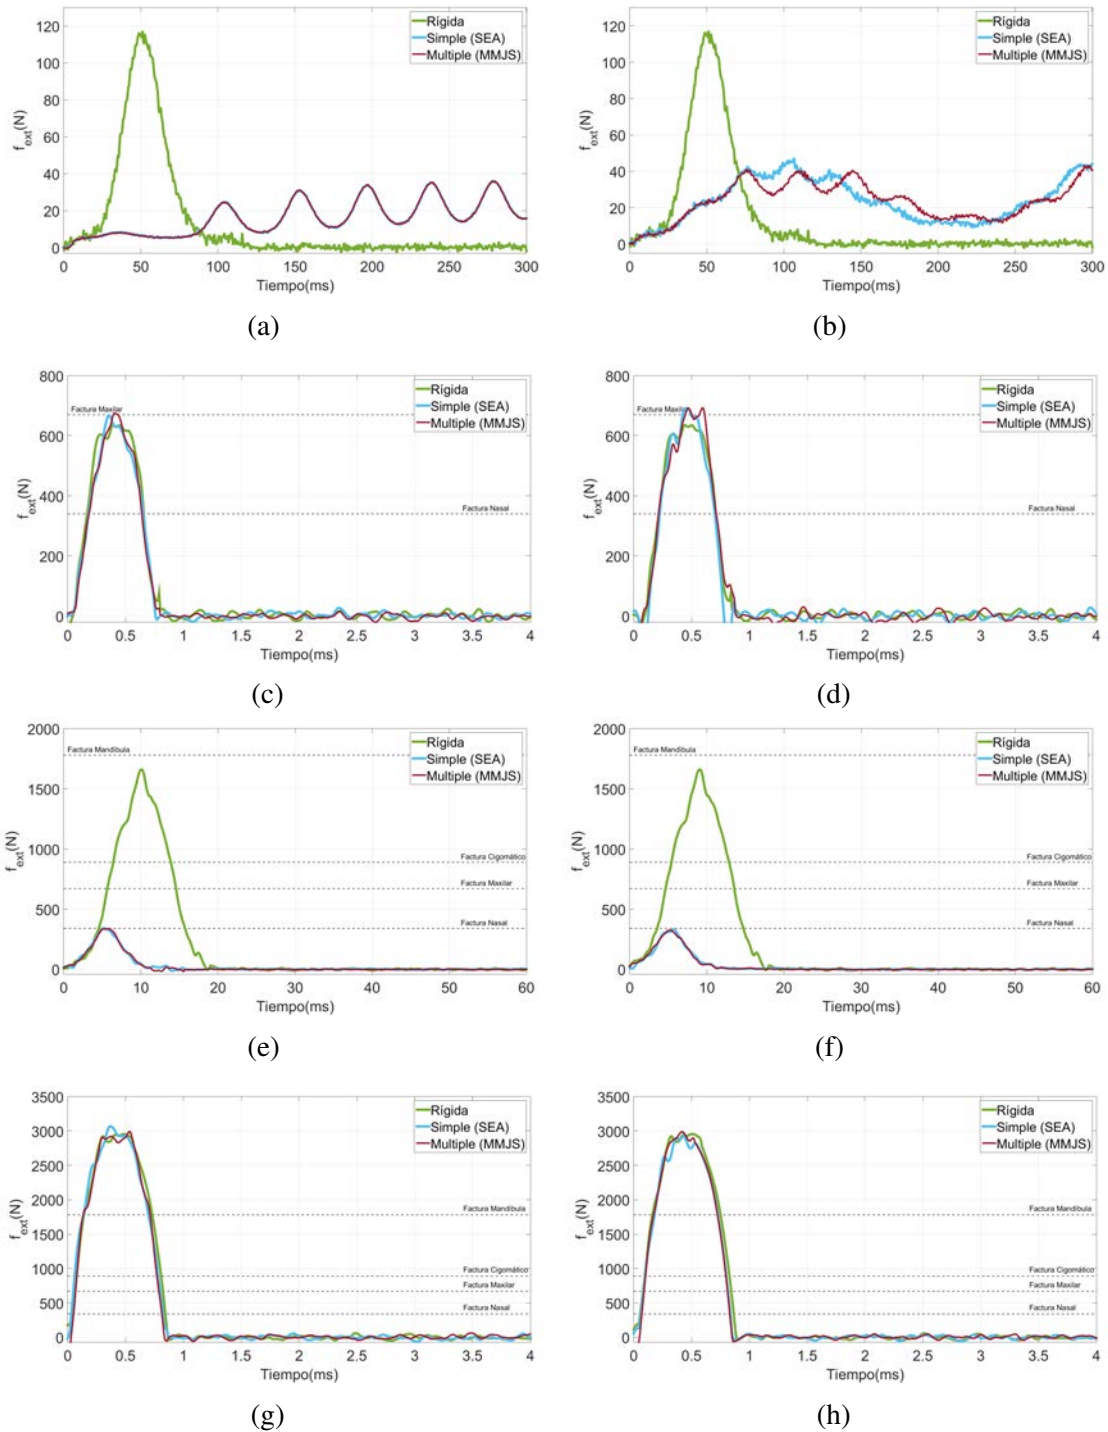 120
100
80
60
40
20
0
f_ext(N)
0 50 100 150 200 250 300
Tiempo(ms)
Rígida
Simple (SEA)
Multiple (MMJS)
(a)
120
100
80
60
40
20
0
f_ext(N)
0 50 100 150 200 250 300
Tiempo(ms)
Rígida
Simple (SEA)
Multiple (MMJS)
(b)
800
600
400
200
0
f_ext(N)
0 0.5 1 1.5 2 2.5 3 3.5 4
Tiempo(ms)
Rígida
Simple (SEA)
Multiple (MMJS)
Factura Maxilar
Factura Nasal
(c)
800
600
400
200
0
f_ext(N)
0 0.5 1 1.5 2 2.5 3 3.5 4
Tiempo(ms)
Rígida
Simple (SEA)
Multiple (MMJS)
Factura Maxilar
Factura Nasal
(d)
2000
1500
1000
500
0
f_ext(N)
0 10 20 30 40 50 60
Tiempo(ms)
Rígida
Simple (SEA)
Multiple (MMJS)
Factura Mandíbula
Factura Cigomático
Factura Maxilar
Factura Nasal
(e)
2000
1500
1000
500
0
f_ext(N)
0 10 20 30 40 50 60
Tiempo(ms)
Rígida
Simple (SEA)
Multiple (MMJS)
Factura Mandíbula
Factura Cigomático
Factura Maxilar
Factura Nasal
(f)
3500
3000
2500
2000
1500
1000
500
0
f_ext(N)
0 0.5 1 1.5 2 2.5 3 3.5 4
Tiempo(ms)
Rígida
Simple (SEA)
Multiple (MMJS)
Factura Mandíbula
Factura Cigomático
Factura Maxilar
Factura Nasal
(g)
3500
3000
2500
2000
1500
1000
500
0
f_ext(N)
0 0.5 1 1.5 2 2.5 3 3.5 4
Tiempo(ms)
Rígida
Simple (SEA)
Multiple (MMJS)
Factura Mandíbula
Factura Cigomático
Factura Maxilar
Factura Nasal
(h)